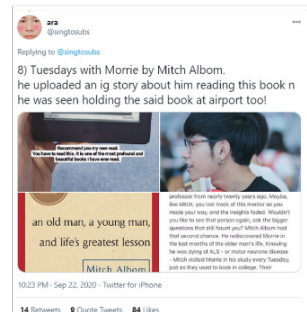 ara
@singtosubs
Replying to @singtosubs
8) Tuesdays with Morrie by Mitch Albom.
he uploaded an ig story about him reading this book n
he was seen holding the said book at airport too!
Recommend you my new read.
You have to read this. It is one of the most profound and
beautiful books I have ever read.
an old man, a young man,
and life's greatest lesson
Mitch Albom
professor from nearly twenty years ago. Maybe,
like Mitch, you lost track of this mentor as you
made your way, and the insights faded. Wouldn't
you like to see that person again, ask the bigger
questions that still haunt you? Mitch Albom had
that second chance. He rediscovered Morrie in
the last months of the older man's life. Knowing
he was dying of ALS - or motor neurone disease
- Mitch visited Morrie in his study every Tuesday,
just as they used to back in college. Their
10:23 PM · Sep 22, 2020 · Twitter for iPhone
14 Retweets 9 Quote Tweets 84 Likes